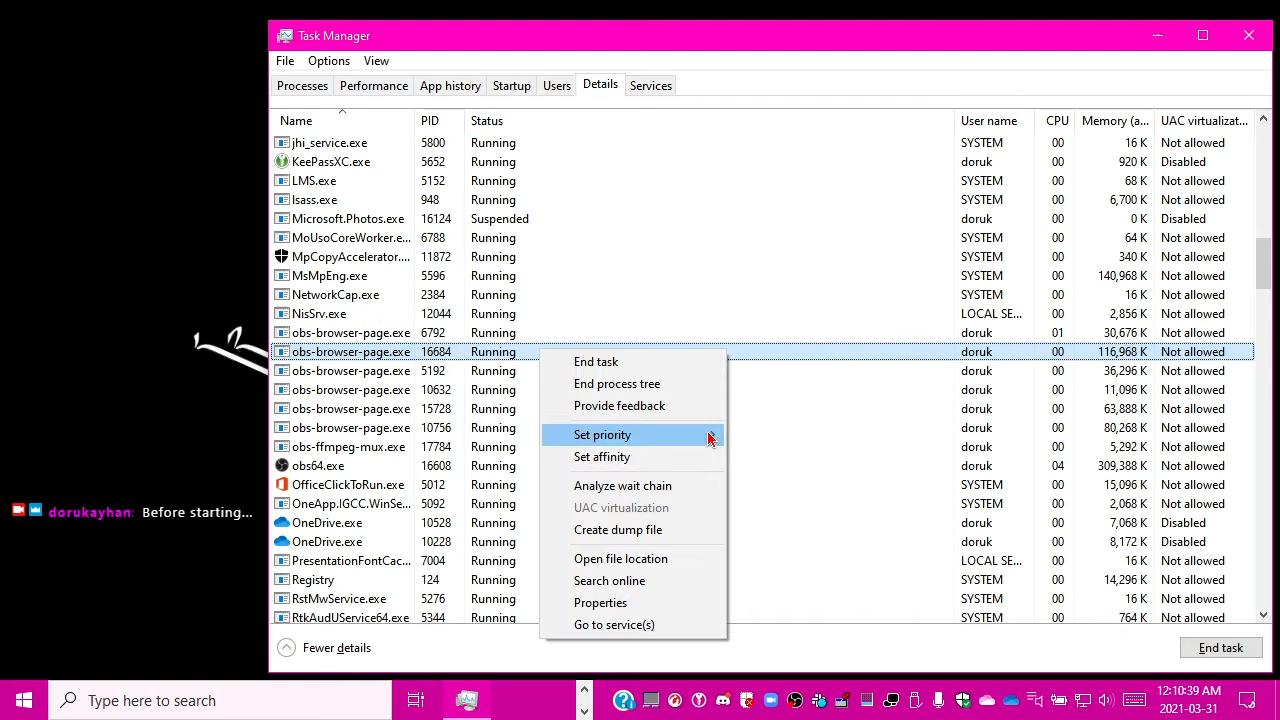 Task Manager
File Options View
Processes Performance App history Startup Users Details Services
Name PID Status User name CPU Memory (a... UAC virtualizat...
jhi_service.exe 5800 Running SYSTEM 00 16 K Not allowed
KeePassXC.exe 5652 Running doruk 00 920 K Disabled
LMS.exe 5152 Running SYSTEM 00 68 K Not allowed
lsass.exe 948 Running SYSTEM 00 6,700 K Not allowed
Microsoft.Photos.exe 16124 Suspended doruk 00 0 K Disabled
MoUsoCoreWorker.e... 6788 Running SYSTEM 00 64 K Not allowed
MpCopyAccelerator.... 11872 Running SYSTEM 00 340 K Not allowed
MsMpEng.exe 5596 Running SYSTEM 00 140,968 K Not allowed
NetworkCap.exe 2384 Running SYSTEM 00 16 K Not allowed
NisSrv.exe 12044 Running LOCAL SE... 00 2,856 K Not allowed
obs-browser-page.exe 6792 Running doruk 01 30,676 K Not allowed
obs-browser-page.exe 16684 Running doruk 00 116,968 K Not allowed
obs-browser-page.exe 5192 Running doruk 00 36,296 K Not allowed
obs-browser-page.exe 10632 Running doruk 00 11,096 K Not allowed
obs-browser-page.exe 15728 Running doruk 00 63,888 K Not allowed
obs-browser-page.exe 10756 Running doruk 00 80,268 K Not allowed
obs-ffmpeg-mux.exe 17784 Running doruk 00 5,292 K Not allowed
obs64.exe 16608 Running doruk 04 309,388 K Not allowed
OfficeClickToRun.exe 5012 Running SYSTEM 00 15,096 K Not allowed
OneApp.IGCC.WinSe... 5092 Running SYSTEM 00 2,068 K Not allowed
OneDrive.exe 10528 Running doruk 00 7,068 K Disabled
OneDrive.exe 10228 Running doruk 00 8,172 K Disabled
PresentationFontCac... 7004 Running LOCAL SE... 00 16 K Not allowed
Registry 124 Running SYSTEM 00 14,296 K Not allowed
RstMwService.exe 5276 Running SYSTEM 00 16 K Not allowed
RtkAudUService64.exe 5344 Running SYSTEM 00 764 K Not allowed
End task
End process tree
Provide feedback
Set priority
Set affinity
Analyze wait chain
UAC virtualization
Create dump file
Open file location
Search online
Properties
Go to service(s)
dorukayhan: Before starting...
Fewer details
End task
Type here to search
12:10:39 AM
2021-03-31